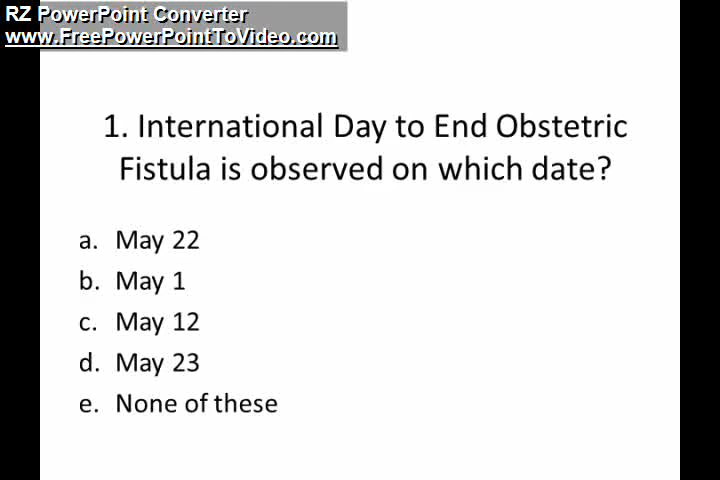 RZ PowerPoint Converter
www.FreePowerPointToVideo.com
1. International Day to End Obstetric
Fistula is observed on which date?
a. May 22
b. May 1
c. May 12
d. May 23
e. None of these